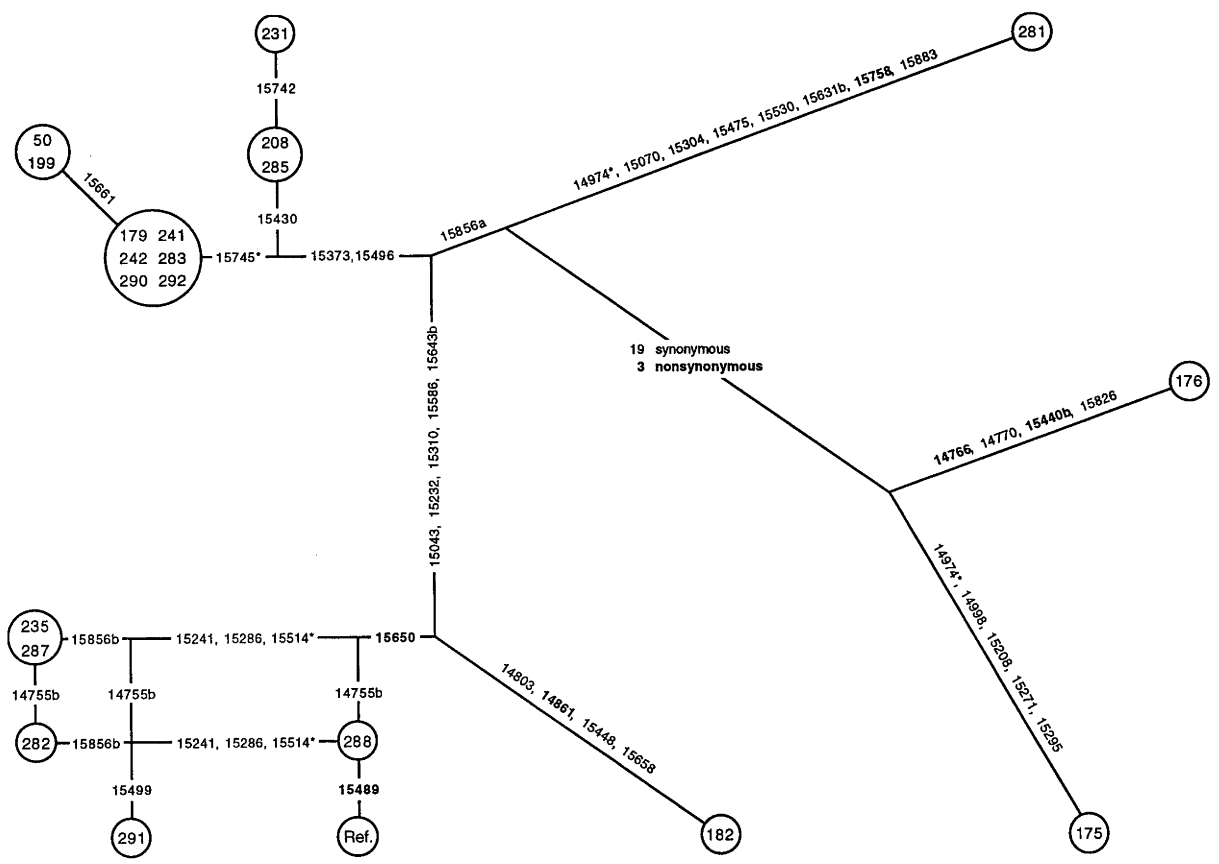 231
281
15742
14974*, 15070, 15304, 15475, 15530, 15631b, 15758, 15883
50
199
208
285
15661
15430
15856a
179 241
242 283
290 292
15745*
15373,15496
15043, 15232, 15310, 15586, 15643b
19 synonymous
3 nonsynonymous
176
14766, 14770, 15440b, 15826
14974*, 14998, 15208, 15271, 15295
235
287
15856b
15241, 15286, 15514*
15650
14755b
14755b
14755b
14803, 14861, 15448, 15658
282
15856b
15241, 15286, 15514*
288
15499
15489
291
Ref.
182
175